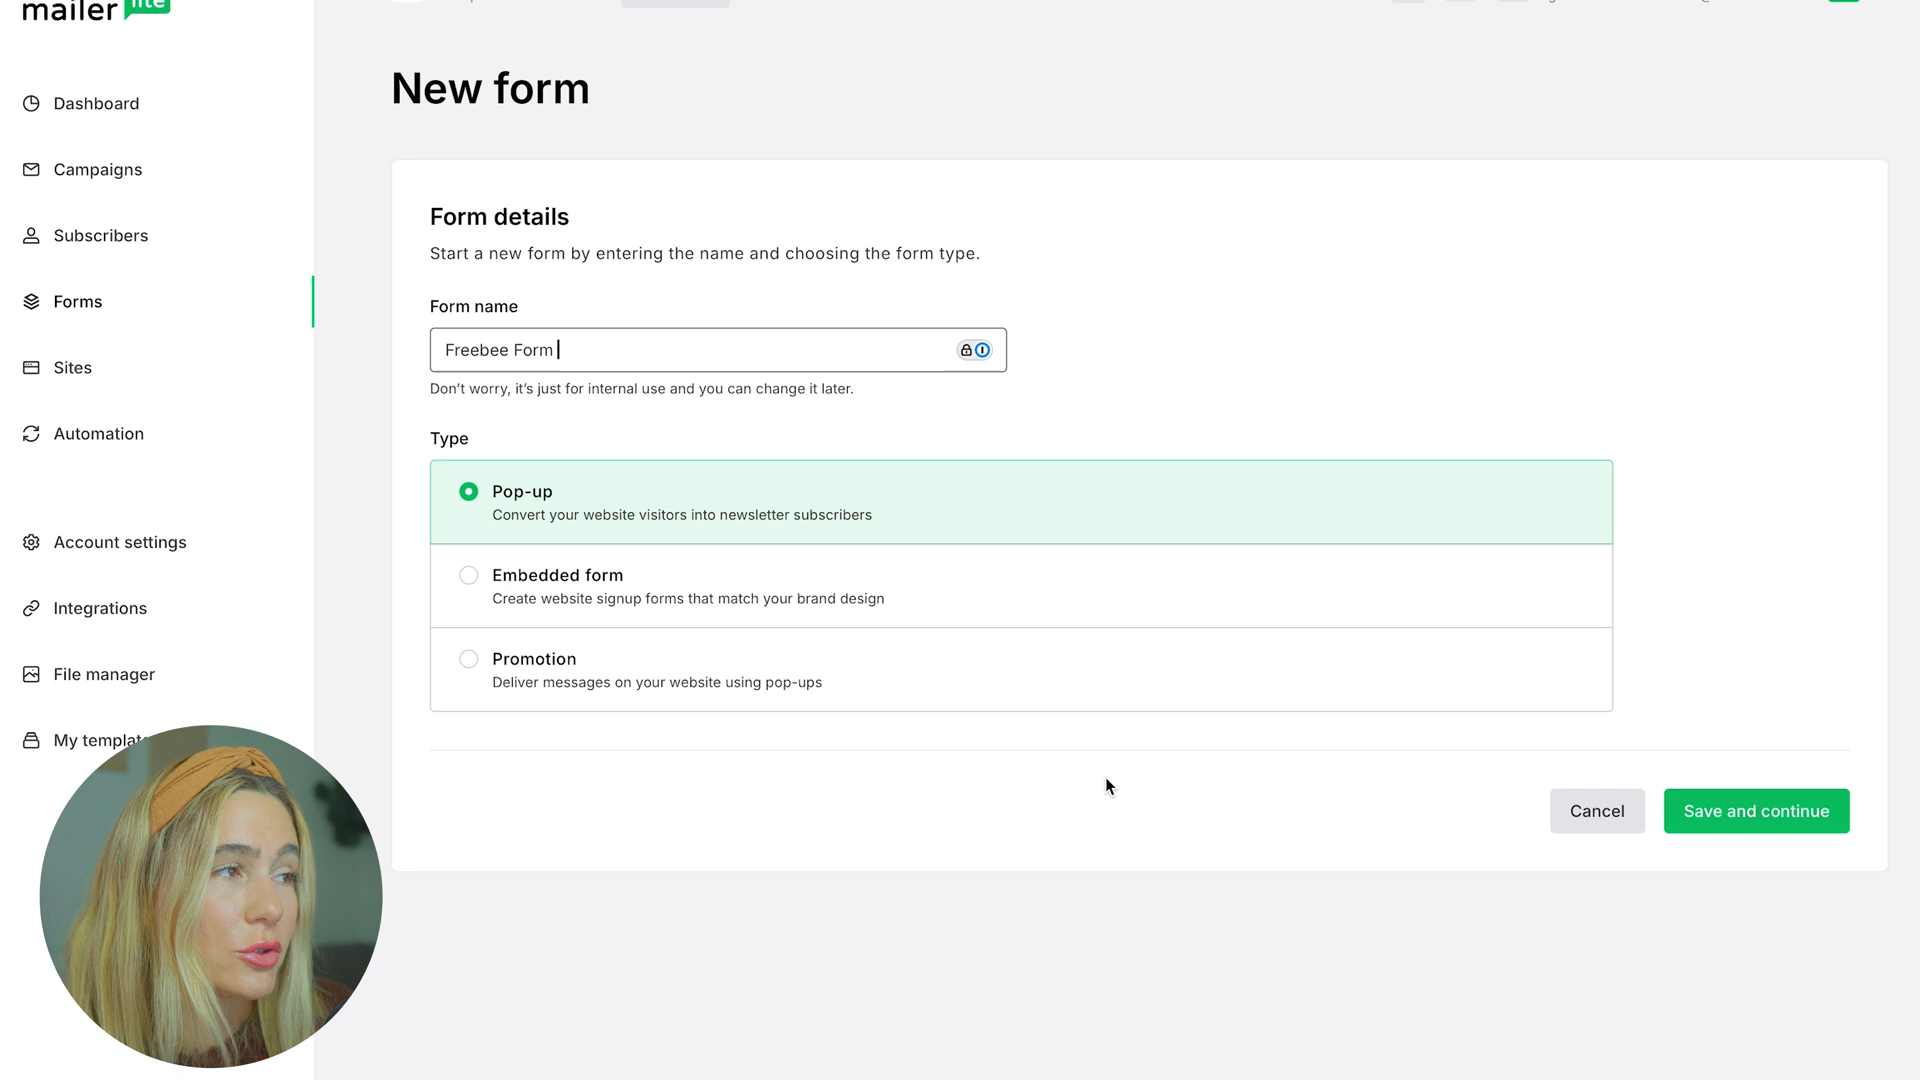 mailer lite
Dashboard
Campaigns
Subscribers
Forms
Sites
Automation
Account settings
Integrations
File manager
My templat
New form
Form details
Start a new form by entering the name and choosing the form type.
Form name
Freebee Form
Don’t worry, it’s just for internal use and you can change it later.
Type
Pop-up
Convert your website visitors into newsletter subscribers
Embedded form
Create website signup forms that match your brand design
Promotion
Deliver messages on your website using pop-ups
Cancel
Save and continue